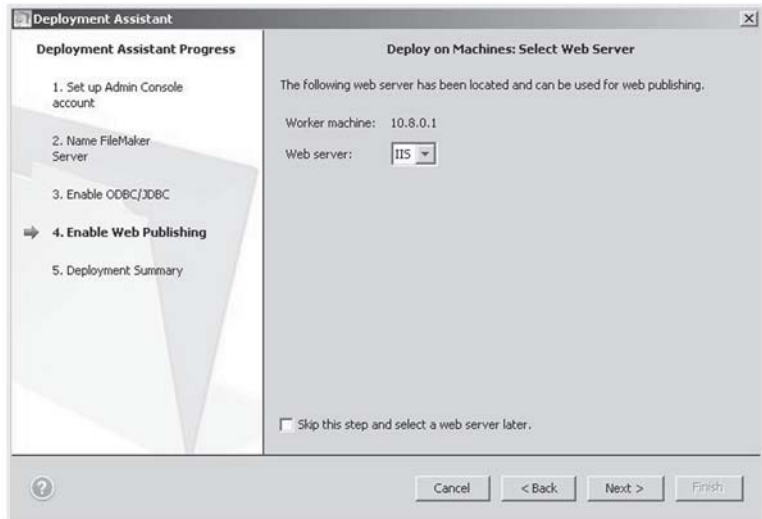 Deployment Assistant
Deployment Assistant Progress
1. Set up Admin Console
account
2. Name FileMaker
Server
3. Enable ODBC/JDBC
4. Enable Web Publishing
5. Deployment Summary
Deploy on Machines: Select Web Server
The following web server has been located and can be used for web publishing.
Worker machine: 10.8.0.1
Web server: IIS
Skip this step and select a web server later.
?
Cancel
< Back
Next >
Finish